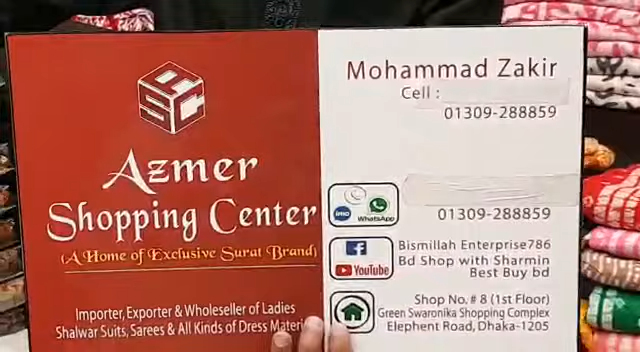 Azmer
Shopping Center
(A Home of Exclusive Surat Brand)
Importer, Exporter & Wholeseller of Ladies
Shalwar Suits, Sarees & All Kinds of Dress
Mohammad Zakir
Cell :
01309-288859
imo
WhatsApp
01309-288859
f
YouTube
Bismillah Enterprise786
Bd Shop with Sharmin
Best Buy bd
Shop No. # 8 (1st Floor)
Green Swaronika Shopping Complex
Elephent Road, Dhaka-1205